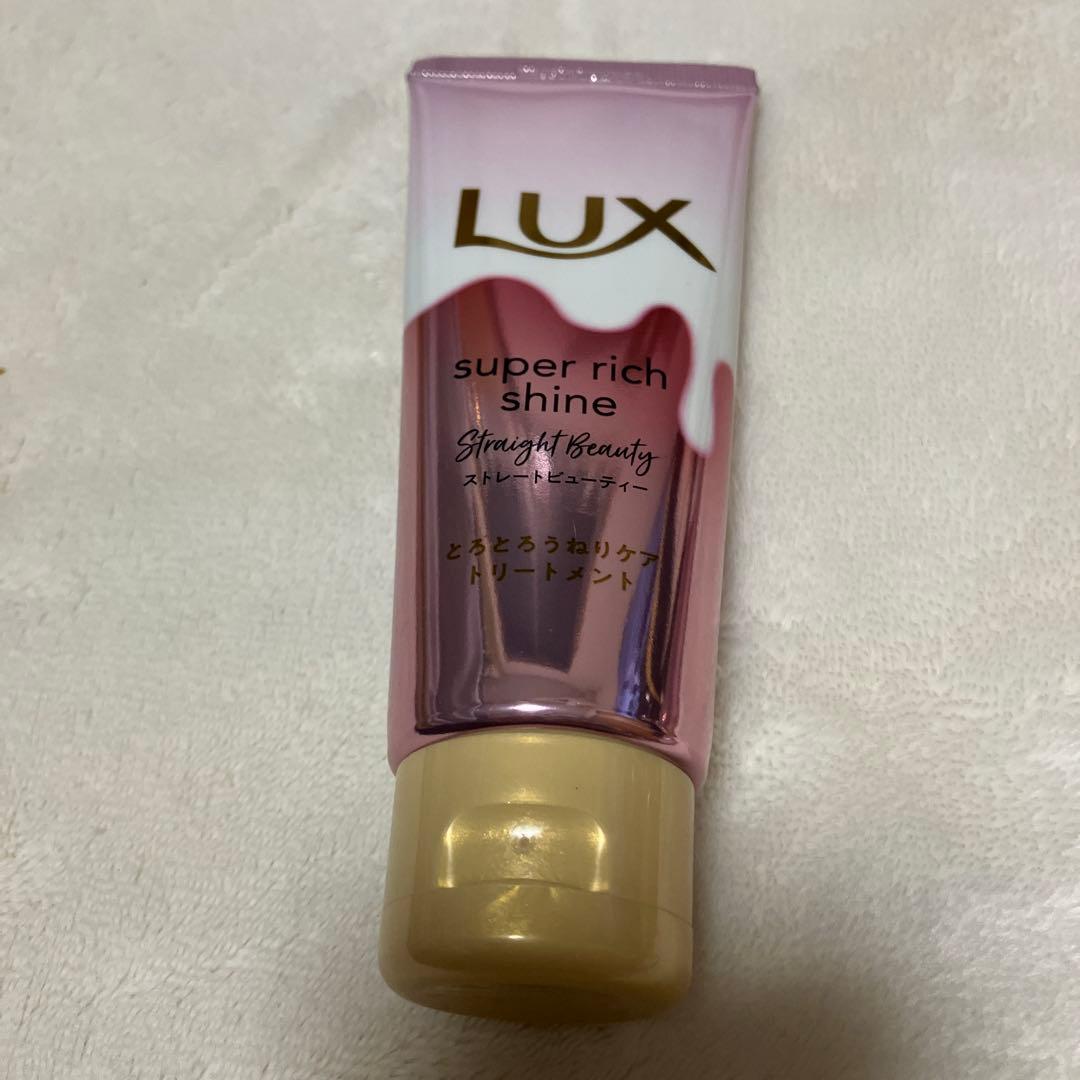 LUX
super rich
shine
Straight Beauty
ストレートビューティー
とろとろうねりケア
トリートメント